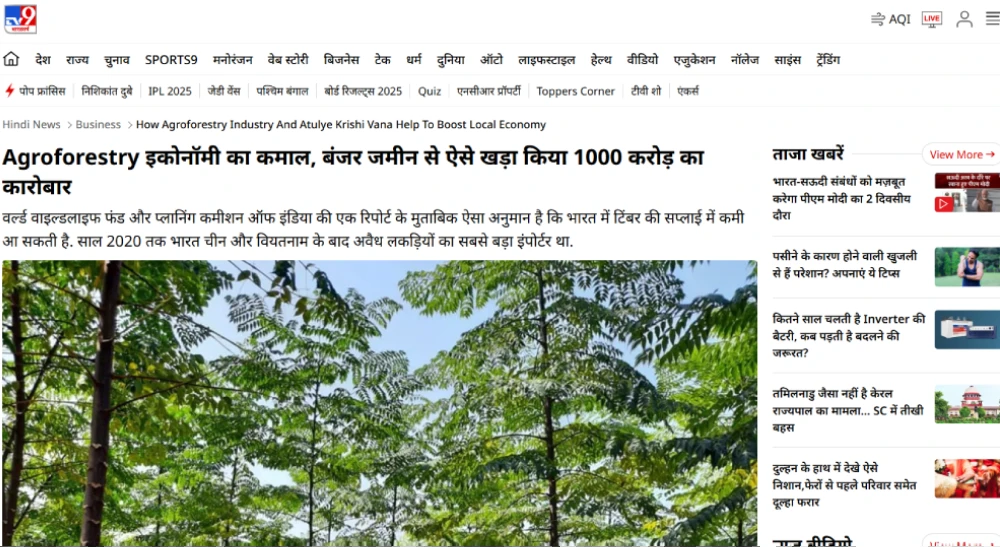 TV9
AQI LIVE
देश राज्य चुनाव SPORTS9 मनोरंजन वेब स्टोरी बिजनेस टेक धर्म दुनिया ऑटो लाइफस्टाइल हेल्थ वीडियो एजुकेशन नॉलेज साइंस ट्रेंडिंग
पोप फ्रांसिस निशिकांत दुबे IPL 2025 जेडी वेंस पश्चिम बंगाल बोर्ड रिजल्ट्स 2025 Quiz एनसीआर प्रॉपर्टी Toppers Corner टीवी शो एंकर्स
Hindi News > Business > How Agroforestry Industry And Atulye Krishi Vana Help To Boost Local Economy
Agroforestry इकोनॉमी का कमाल, बंजर जमीन से ऐसे खड़ा किया 1000 करोड़ का
कारोबार
वर्ल्ड वाइल्डलाइफ फंड और प्लानिंग कमीशन ऑफ इंडिया की एक रिपोर्ट के मुताबिक ऐसा अनुमान है कि भारत में टिंबर की सप्लाई में कमी
आ सकती है. साल 2020 तक भारत चीन और वियतनाम के बाद अवैध लकड़ियों का सबसे बड़ा इंपोर्टर था.
ताजा खबरें
View More →
भारत-सऊदी संबंधों को मज़बूत
करेगा पीएम मोदी का 2 दिवसीय
दौरा
पसीने के कारण होने वाली खुजली
से हैं परेशान? अपनाएं ये टिप्स
कितने साल चलती है Inverter की
बैटरी, कब पड़ती है बदलने की
जरूरत?
तमिलनाडु जैसा नहीं है केरल
राज्यपाल का मामला... SC में तीखी
बहस
दुल्हन के हाथ में देखे ऐसे
निशान,फेरों से पहले परिवार समेत
दूल्हा फरार